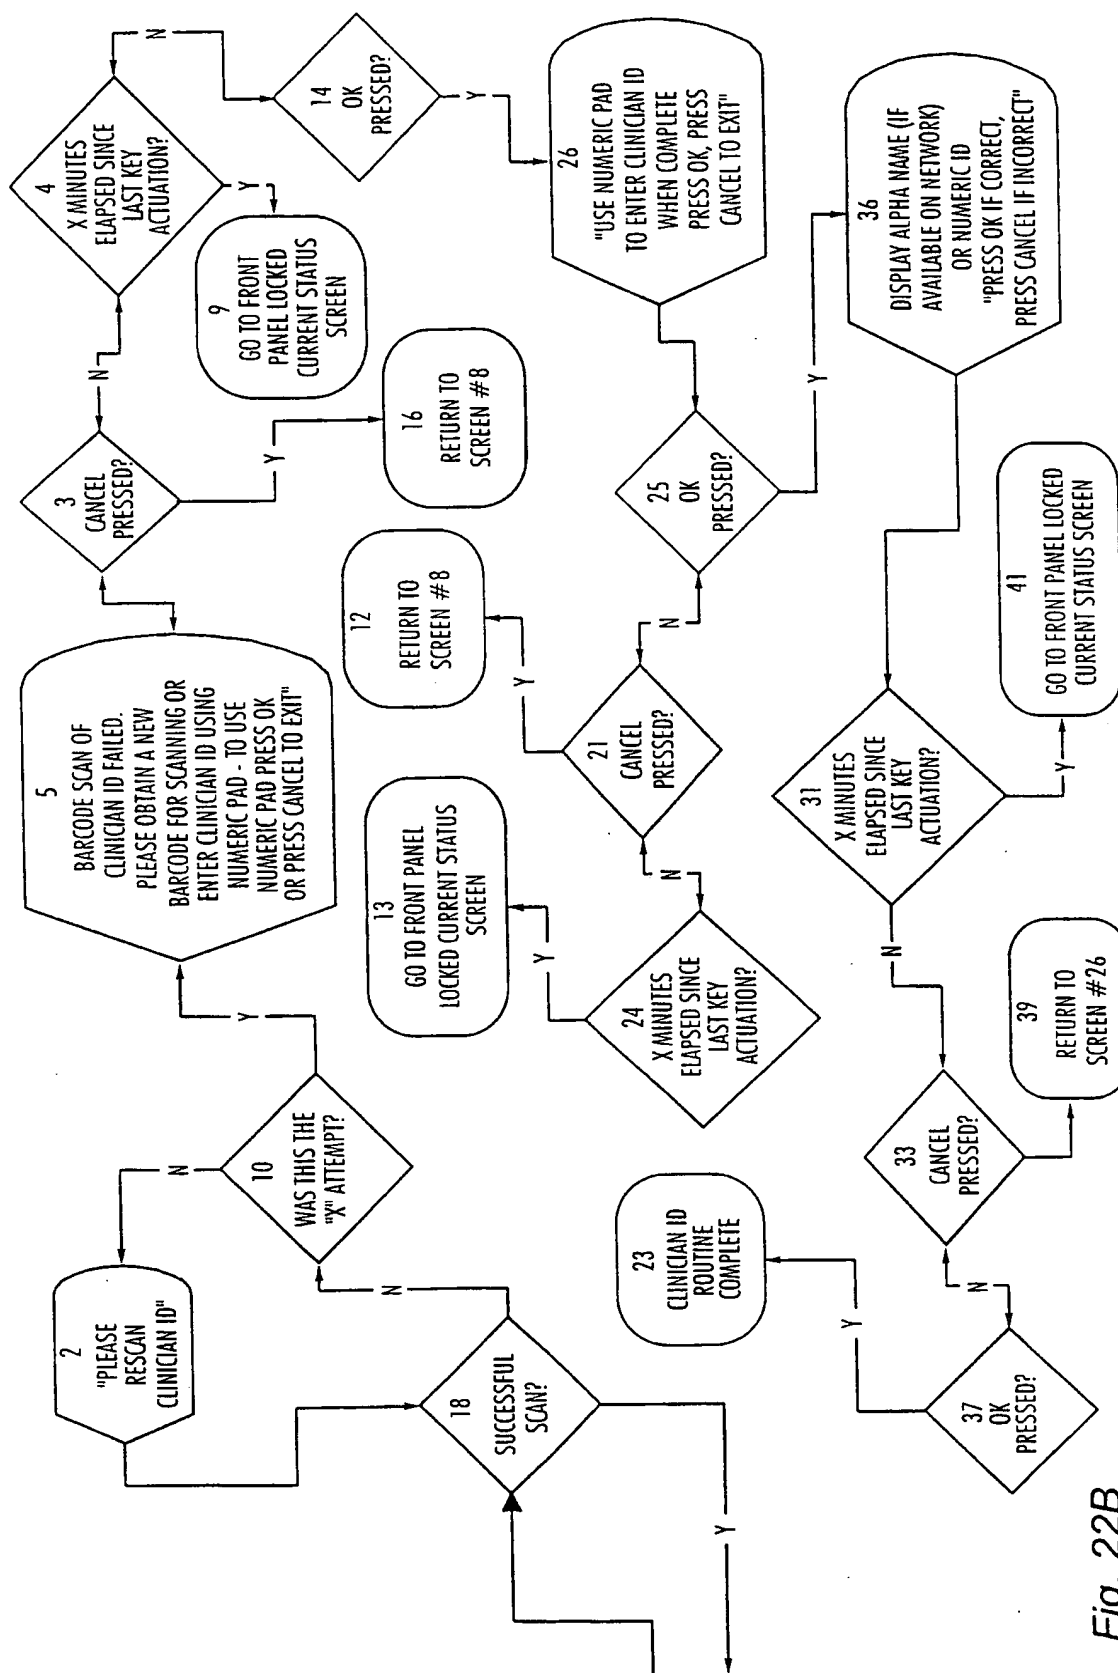 2
"PLEASE
RESCAN
CLINICIAN ID"
18
SUCCESSFUL
SCAN?
Y
N
10
WAS THIS THE
"X" ATTEMPT?
N
Y
5
BARCODE SCAN OF
CLINICIAN ID FAILED.
PLEASE OBTAIN A NEW
BARCODE FOR SCANNING OR
ENTER CLINICIAN ID USING
NUMERIC PAD - TO USE
NUMERIC PAD PRESS OK
OR PRESS CANCEL TO EXIT"
3
CANCEL
PRESSED?
N
Y
16
RETURN TO
SCREEN #8
4
X MINUTES
ELAPSED SINCE
LAST KEY
ACTUATION?
N
Y
9
GO TO FRONT
PANEL LOCKED
CURRENT STATUS
SCREEN
14
OK
PRESSED?
Y
26
"USE NUMERIC PAD
TO ENTER CLINICIAN ID
WHEN COMPLETE
PRESS OK, PRESS
CANCEL TO EXIT"
25
OK
PRESSED?
N
Y
21
CANCEL
PRESSED?
Y
N
12
RETURN TO
SCREEN #8
24
X MINUTES
ELAPSED SINCE
LAST KEY
ACTUATION?
Y
13
GO TO FRONT PANEL
LOCKED CURRENT STATUS
SCREEN
36
DISPLAY ALPHA NAME (IF
AVAILABLE ON NETWORK)
OR NUMERIC ID
"PRESS OK IF CORRECT,
PRESS CANCEL IF INCORRECT"
31
X MINUTES
ELAPSED SINCE
LAST KEY
ACTUATION?
N
Y
41
GO TO FRONT PANEL LOCKED
CURRENT STATUS SCREEN
33
CANCEL
PRESSED?
N
39
RETURN TO
SCREEN #26
37
OK
PRESSED?
Y
23
CLINICIAN ID
ROUTINE
COMPLETE
Fig. 22B